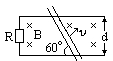 × × υ
R B d
× 60° ×